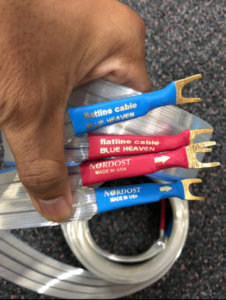 flatline cable
BLUE HEAVEN
flatline cable
BLUE HEAVEN
NORDOST
MADE IN USA
NORDOST
MADE IN USA